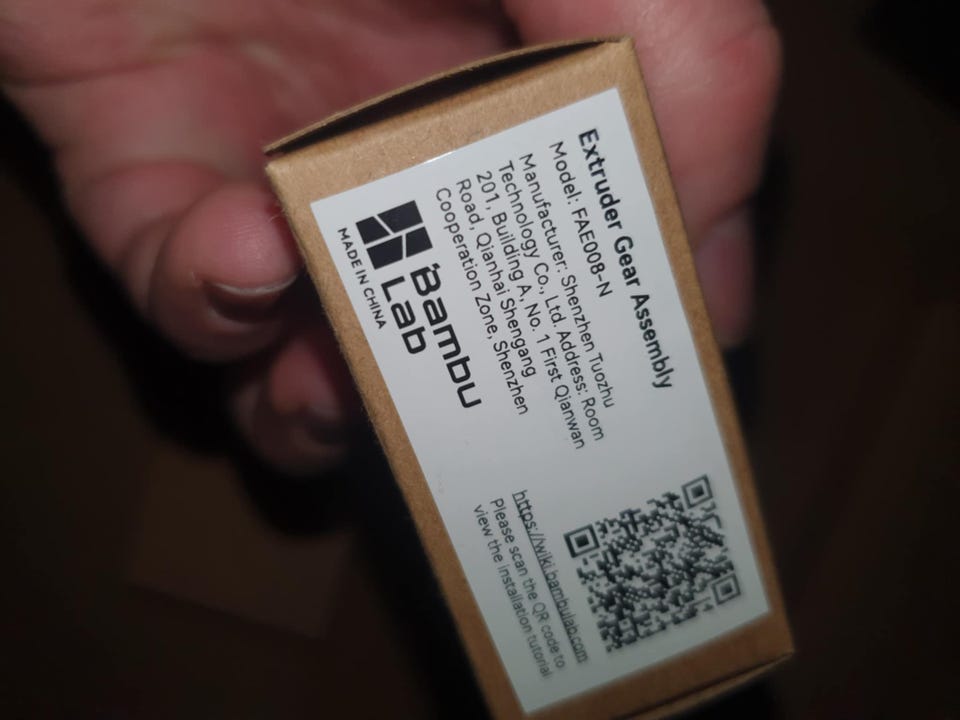 Extruder Gear Assembly
Model: FAE008-N
Manufacturer: Shenzhen Tuozhu
Technology Co., Ltd. Address: Room
201, Building A, No. 1 First Qianwan
Road, Qianhai Shengang
Cooperation Zone, Shenzhen
Bambu
Lab
MADE IN CHINA
https://wiki.bambulab.com
Please scan the QR code to
view the installation tutorial